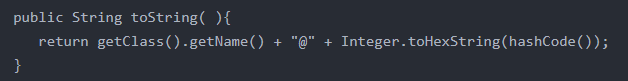 public String toString( ){
   return getClass().getName() + "@" + Integer.toHexString(hashCode());
}